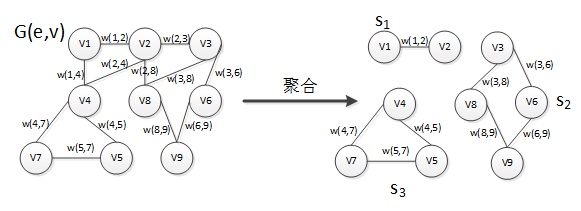 G(e,v)
V1 w(1,2) V2 w(2,3) V3
w(1,4) w(2,4) w(2,8) w(3,8) w(3,6)
V4 V8 V6
w(4,7) w(4,5) w(8,9) w(6,9)
V7 w(5,7) V5 V9
聚合
S1
V1 w(1,2) V2
V3
w(3,8) w(3,6)
V8 V6 S2
w(8,9) w(6,9)
V9
V4
w(4,7) w(4,5)
V7 w(5,7) V5
S3